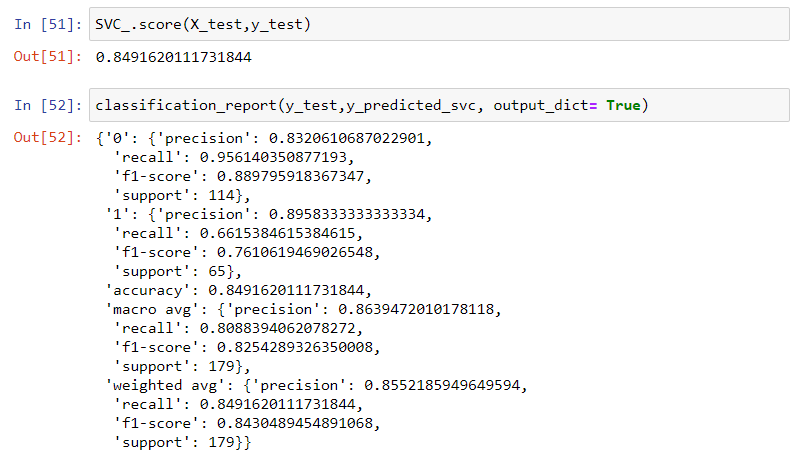 In [51]: SVC_.score(X_test,y_test)
Out[51]: 0.8491620111731844
In [52]: classification_report(y_test,y_predicted_svc, output_dict= True)
Out[52]: {'0': {'precision': 0.8320610687022901,
'recall': 0.956140350877193,
'f1-score': 0.889795918367347,
'support': 114},
'1': {'precision': 0.8958333333333334,
'recall': 0.6615384615384615,
'f1-score': 0.7610619469026548,
'support': 65},
'accuracy': 0.8491620111731844,
'macro avg': {'precision': 0.8639472010178118,
'recall': 0.8088394062078272,
'f1-score': 0.8254289326350008,
'support': 179},
'weighted avg': {'precision': 0.8552185949649594,
'recall': 0.8491620111731844,
'f1-score': 0.8430489454891068,
'support': 179}}